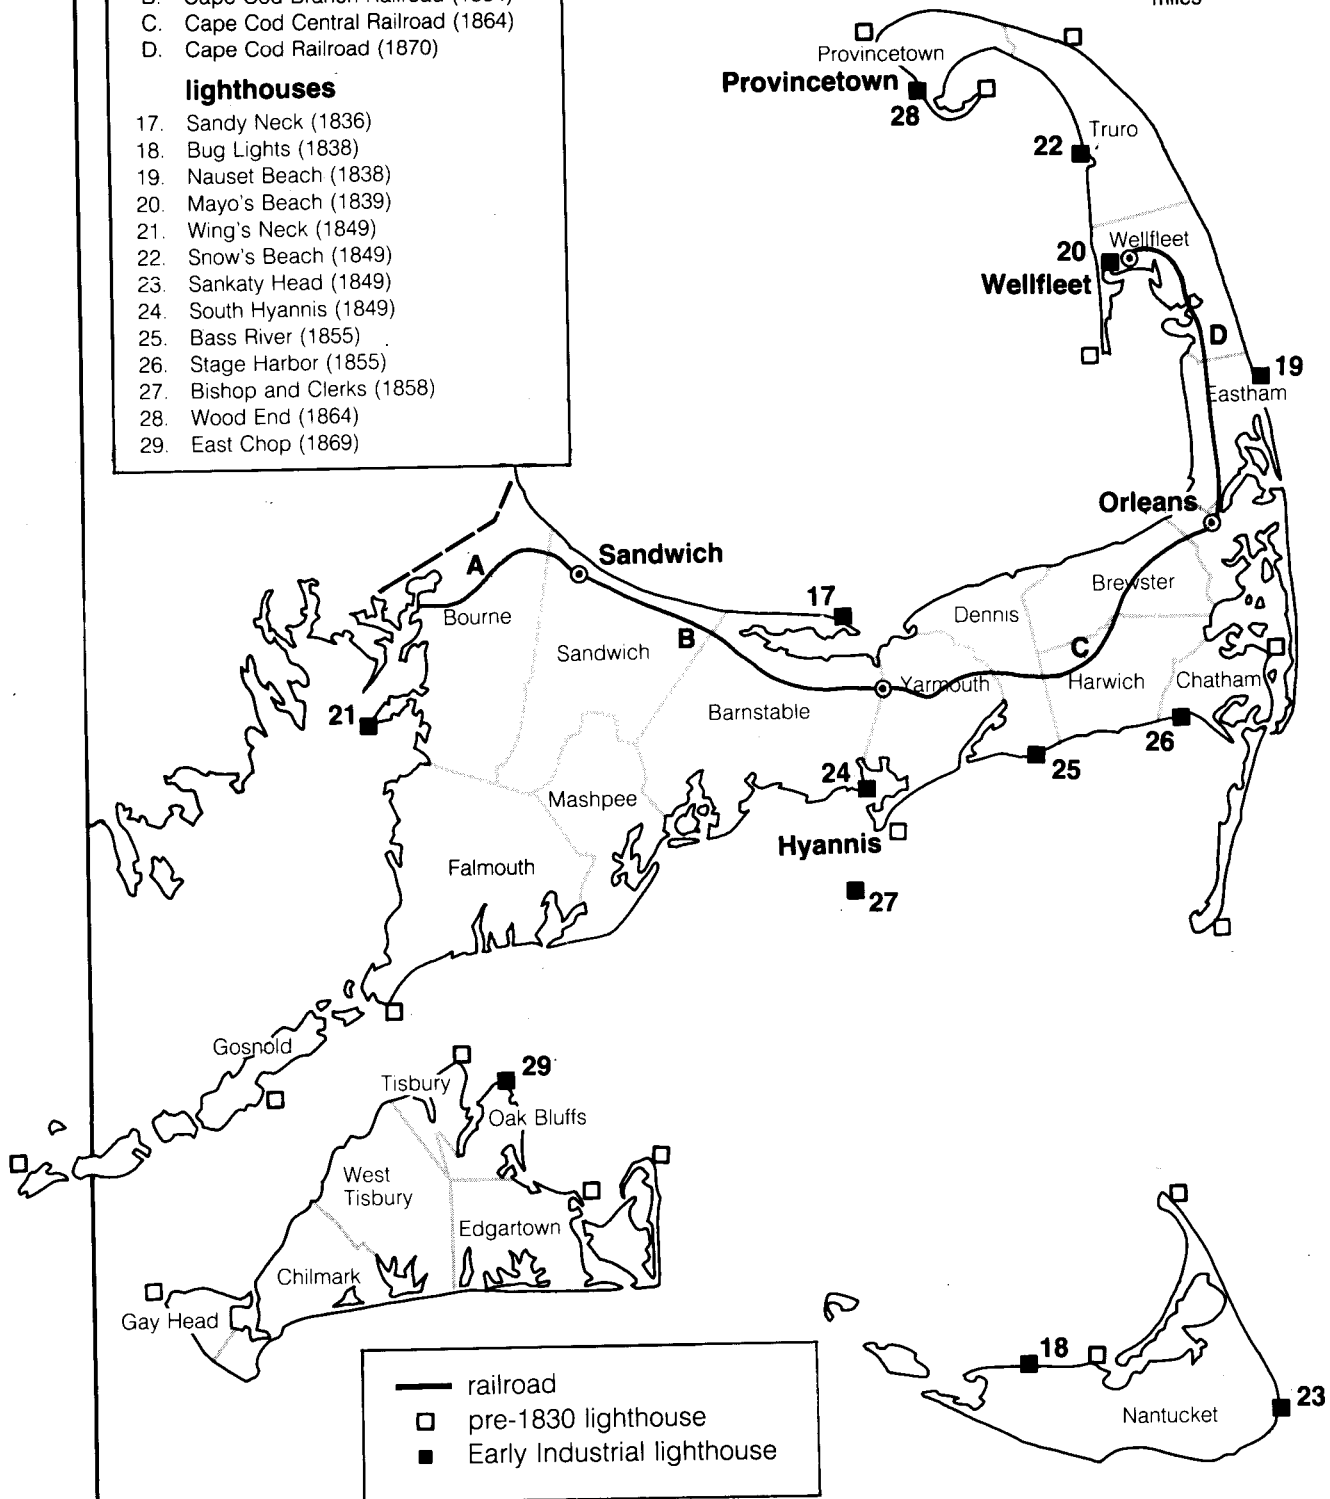 C. Cape Cod Central Railroad (1864)
D. Cape Cod Railroad (1870)
lighthouses
17. Sandy Neck (1836)
18. Bug Lights (1838)
19. Nauset Beach (1838)
20. Mayo's Beach (1839)
21. Wing's Neck (1849)
22. Snow's Beach (1849)
23. Sankaty Head (1849)
24. South Hyannis (1849)
25. Bass River (1855)
26. Stage Harbor (1855)
27. Bishop and Clerks (1858)
28. Wood End (1864)
29. East Chop (1869)
miles
Provincetown
Provincetown
28
Truro
22
Wellfleet
20
Wellfleet
D
19
Eastham
Orleans
Sandwich
A
Bourne
17
Brewster
Dennis
B
Sandwich
C
Yarmouth
Harwich
Chatham
21
Barnstable
26
25
24
Mashpee
Hyannis
Falmouth
27
Gosnold
29
Tisbury
Oak Bluffs
West
Tisbury
Edgartown
Chilmark
Gay Head
18
23
Nantucket
railroad
pre-1830 lighthouse
Early Industrial lighthouse